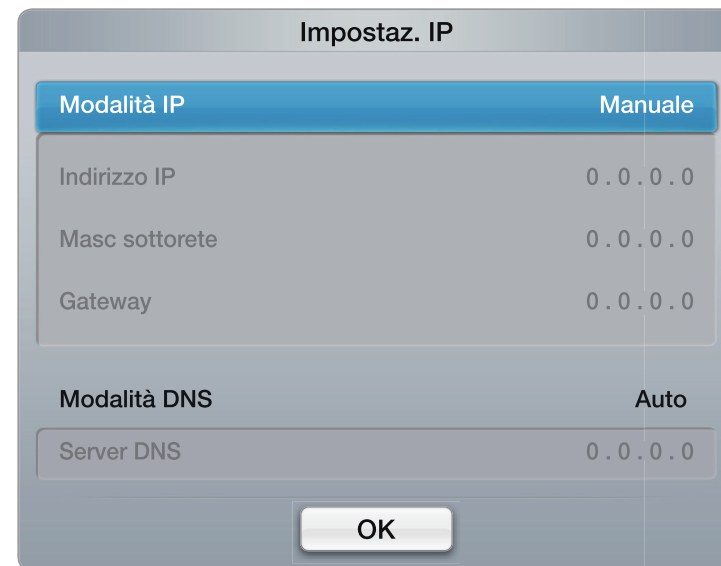 Impostaz. IP
Modalità IP Manuale
Indirizzo IP 0.0.0.0
Masc sottorete 0.0.0.0
Gateway 0.0.0.0
Modalità DNS Auto
Server DNS 0.0.0.0
OK